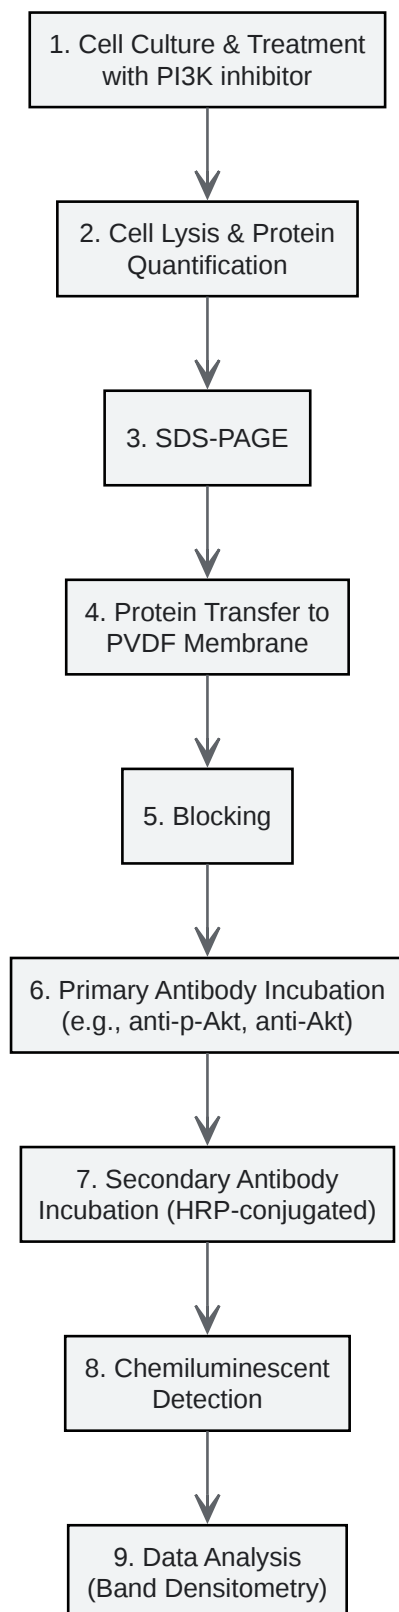 1. Cell Culture & Treatment
with PI3K inhibitor
2. Cell Lysis & Protein
Quantification
3. SDS-PAGE
4. Protein Transfer to
PVDF Membrane
5. Blocking
6. Primary Antibody Incubation
(e.g., anti-p-Akt, anti-Akt)
7. Secondary Antibody
Incubation (HRP-conjugated)
8. Chemiluminescent
Detection
9. Data Analysis
(Band Densitometry)